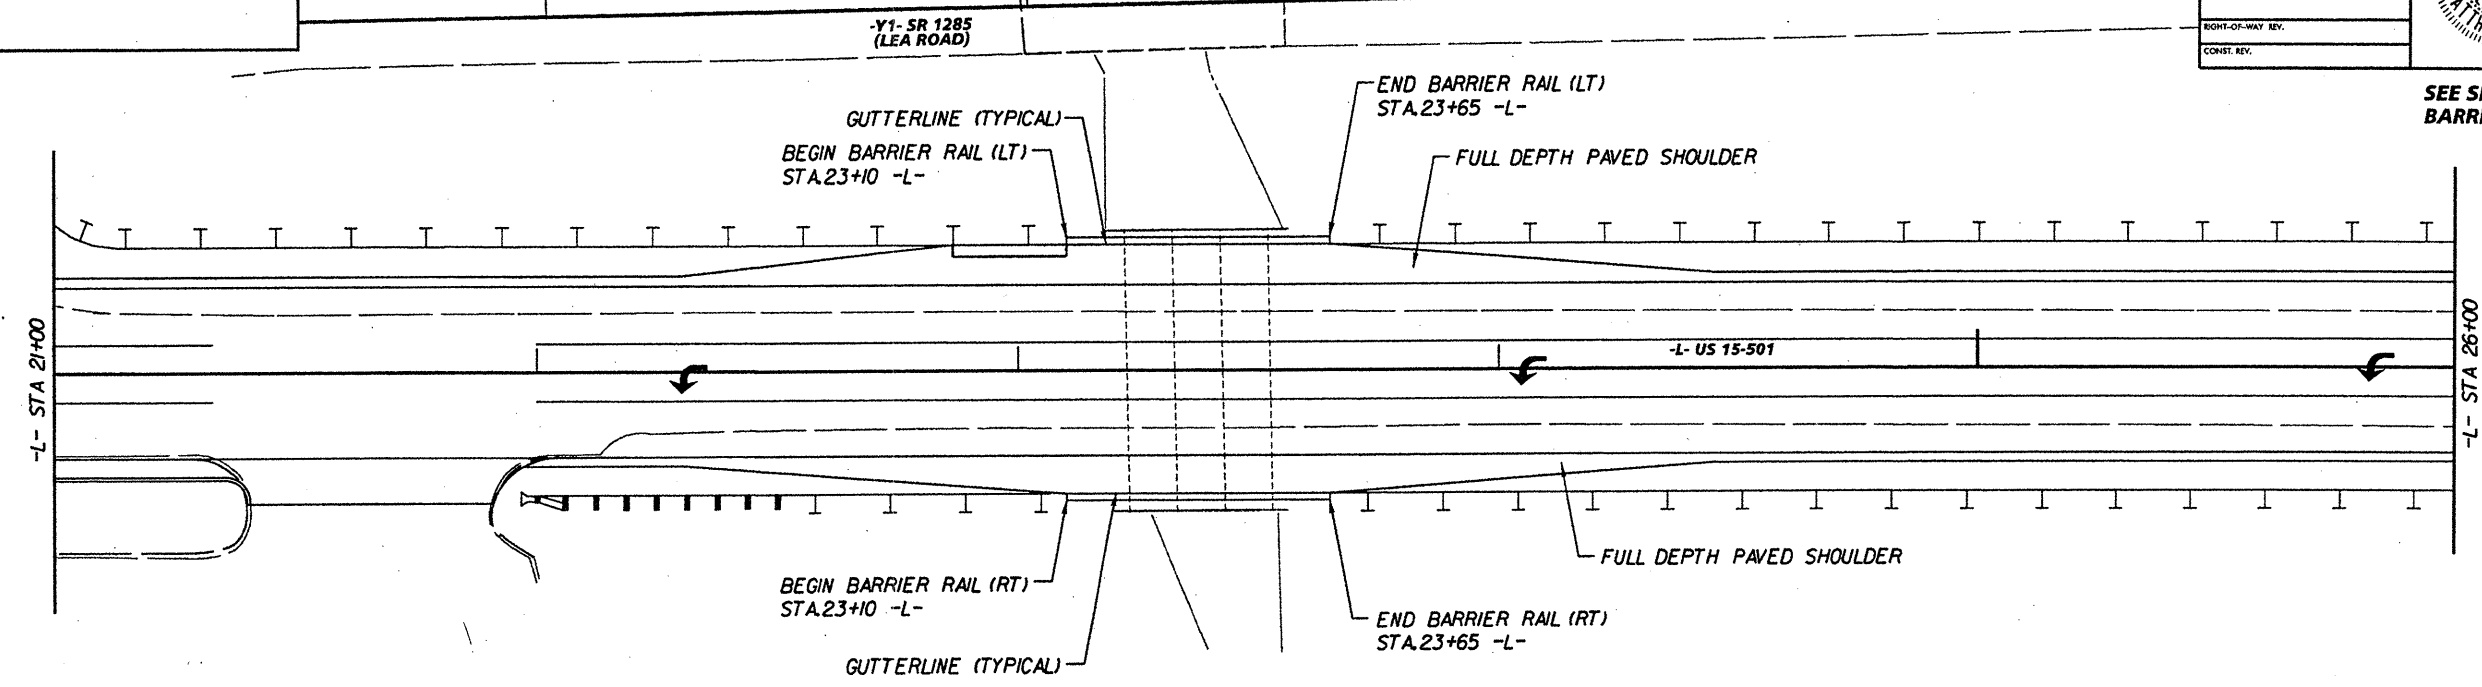 -Y1- SR 1285
(LEA ROAD)
RIGHT-OF-WAY REV.
CONST. REV.
END BARRIER RAIL (LT)
STA.23+65 -L-
GUTTERLINE (TYPICAL)
BEGIN BARRIER RAIL (LT)
STA.23+10 -L-
FULL DEPTH PAVED SHOULDER
-L- STA 21+00
-L- US 15-501
-L- STA 26+00
FULL DEPTH PAVED SHOULDER
BEGIN BARRIER RAIL (RT)
STA.23+10 -L-
END BARRIER RAIL (RT)
STA.23+65 -L-
GUTTERLINE (TYPICAL)
SEE